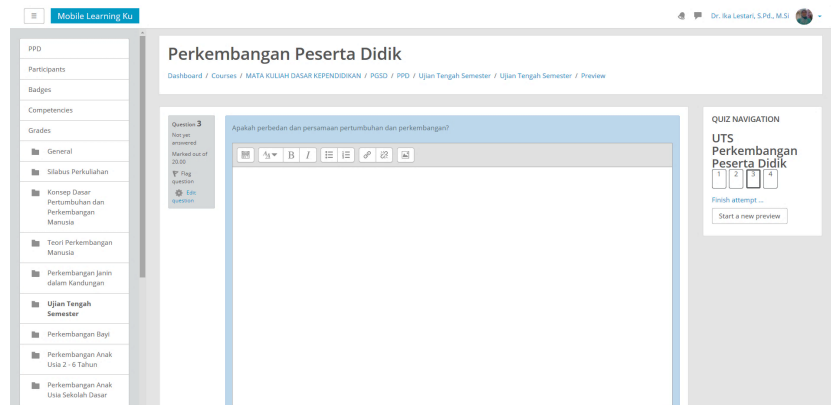 Mobile Learning Ku
Dr. Ika Lestari, S.Pd., M.Si
PPD
Participants
Badges
Competencies
Grades
General
Silabus Perkuliahan
Konsep Dasar
Pertumbuhan dan
Perkembangan
Manusia
Teori Perkembangan
Manusia
Perkembangan Janin
dalam Kandungan
Ujian Tengah
Semester
Perkembangan Bayi
Perkembangan Anak
Usia 2 - 6 Tahun
Perkembangan Anak
Usia Sekolah Dasar
Perkembangan Peserta Didik
Dashboard / Courses / MATA KULIAH DASAR KEPENDIDIKAN / PGSD / PPD / Ujian Tengah Semester / Ujian Tengah Semester / Preview
Question 3
Not yet
answered
Marked out of
20.00
Flag
question
Edit
question
Apakah perbedan dan persamaan pertumbuhan dan perkembangan?
B I
QUIZ NAVIGATION
UTS
Perkembangan
Peserta Didik
1 2 3 4
Finish attempt ...
Start a new preview